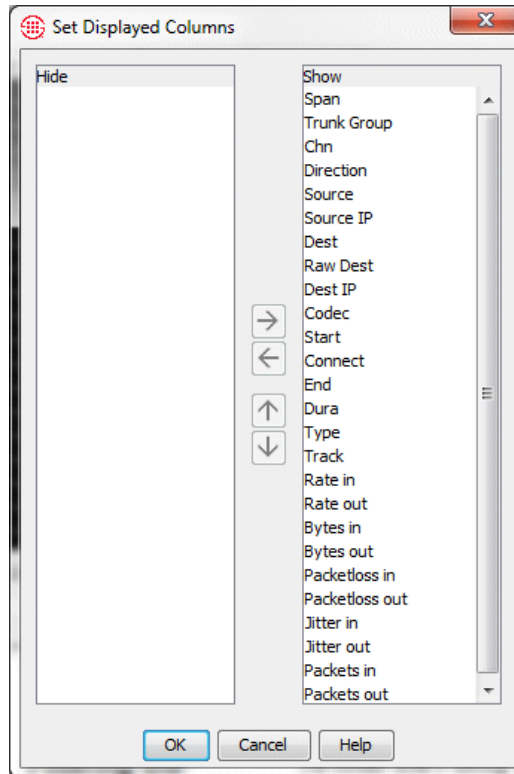 Set Displayed Columns
Hide
Show
Span
Trunk Group
Chn
Direction
Source
Source IP
Dest
Raw Dest
Dest IP
Codec
Start
Connect
End
Dura
Type
Track
Rate in
Rate out
Bytes in
Bytes out
Packetloss in
Packetloss out
Jitter in
Jitter out
Packets in
Packets out
OK
Cancel
Help